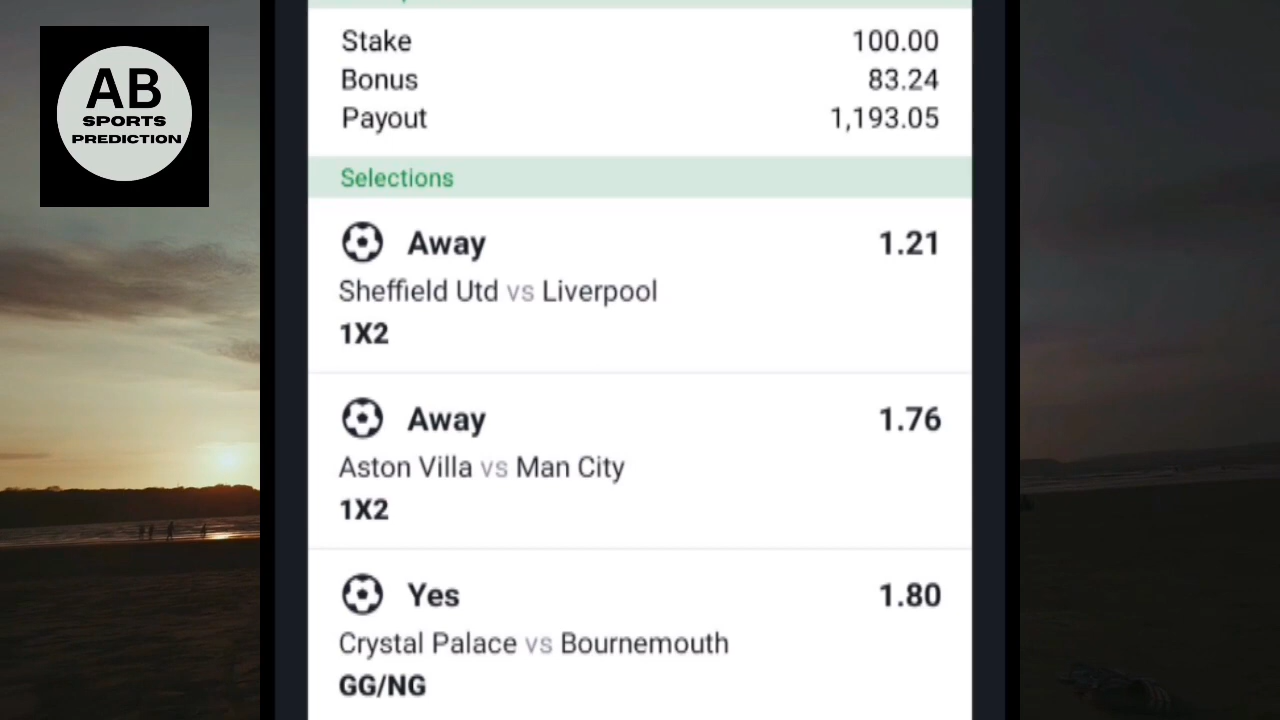 AB
SPORTS
PREDICTION
Stake 100.00
Bonus 83.24
Payout 1,193.05
Selections
Away 1.21
Sheffield Utd vs Liverpool
1X2
Away 1.76
Aston Villa vs Man City
1X2
Yes 1.80
Crystal Palace vs Bournemouth
GG/NG